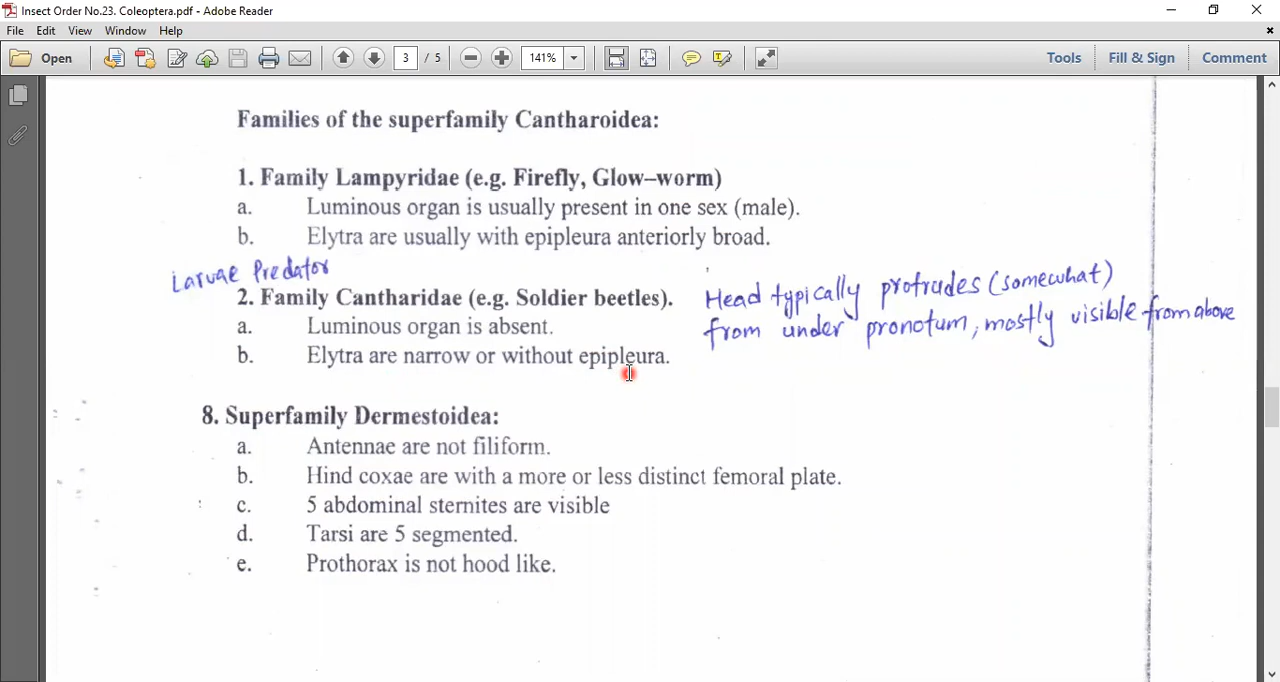 Insect Order No.23. Coleoptera.pdf - Adobe Reader
File Edit View Window Help
Open 3 / 5 141% Tools Fill & Sign Comment
Families of the superfamily Cantharoidea:
1. Family Lampyridae (e.g. Firefly, Glow–worm)
a. Luminous organ is usually present in one sex (male).
b. Elytra are usually with epipleura anteriorly broad.
Larvae Predator
2. Family Cantharidae (e.g. Soldier beetles).
Head typically protrudes (somewhat)
from under pronotum, mostly visible from above
a. Luminous organ is absent.
b. Elytra are narrow or without epipleura.
8. Superfamily Dermestoidea:
a. Antennae are not filiform.
b. Hind coxae are with a more or less distinct femoral plate.
c. 5 abdominal sternites are visible
d. Tarsi are 5 segmented.
e. Prothorax is not hood like.